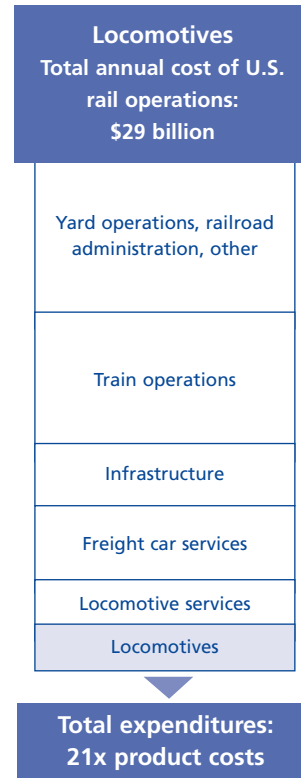 Locomotives
Total annual cost of U.S.
rail operations:
$29 billion
Yard operations, railroad
administration, other
Train operations
Infrastructure
Freight car services
Locomotive services
Locomotives
Total expenditures:
21x product costs